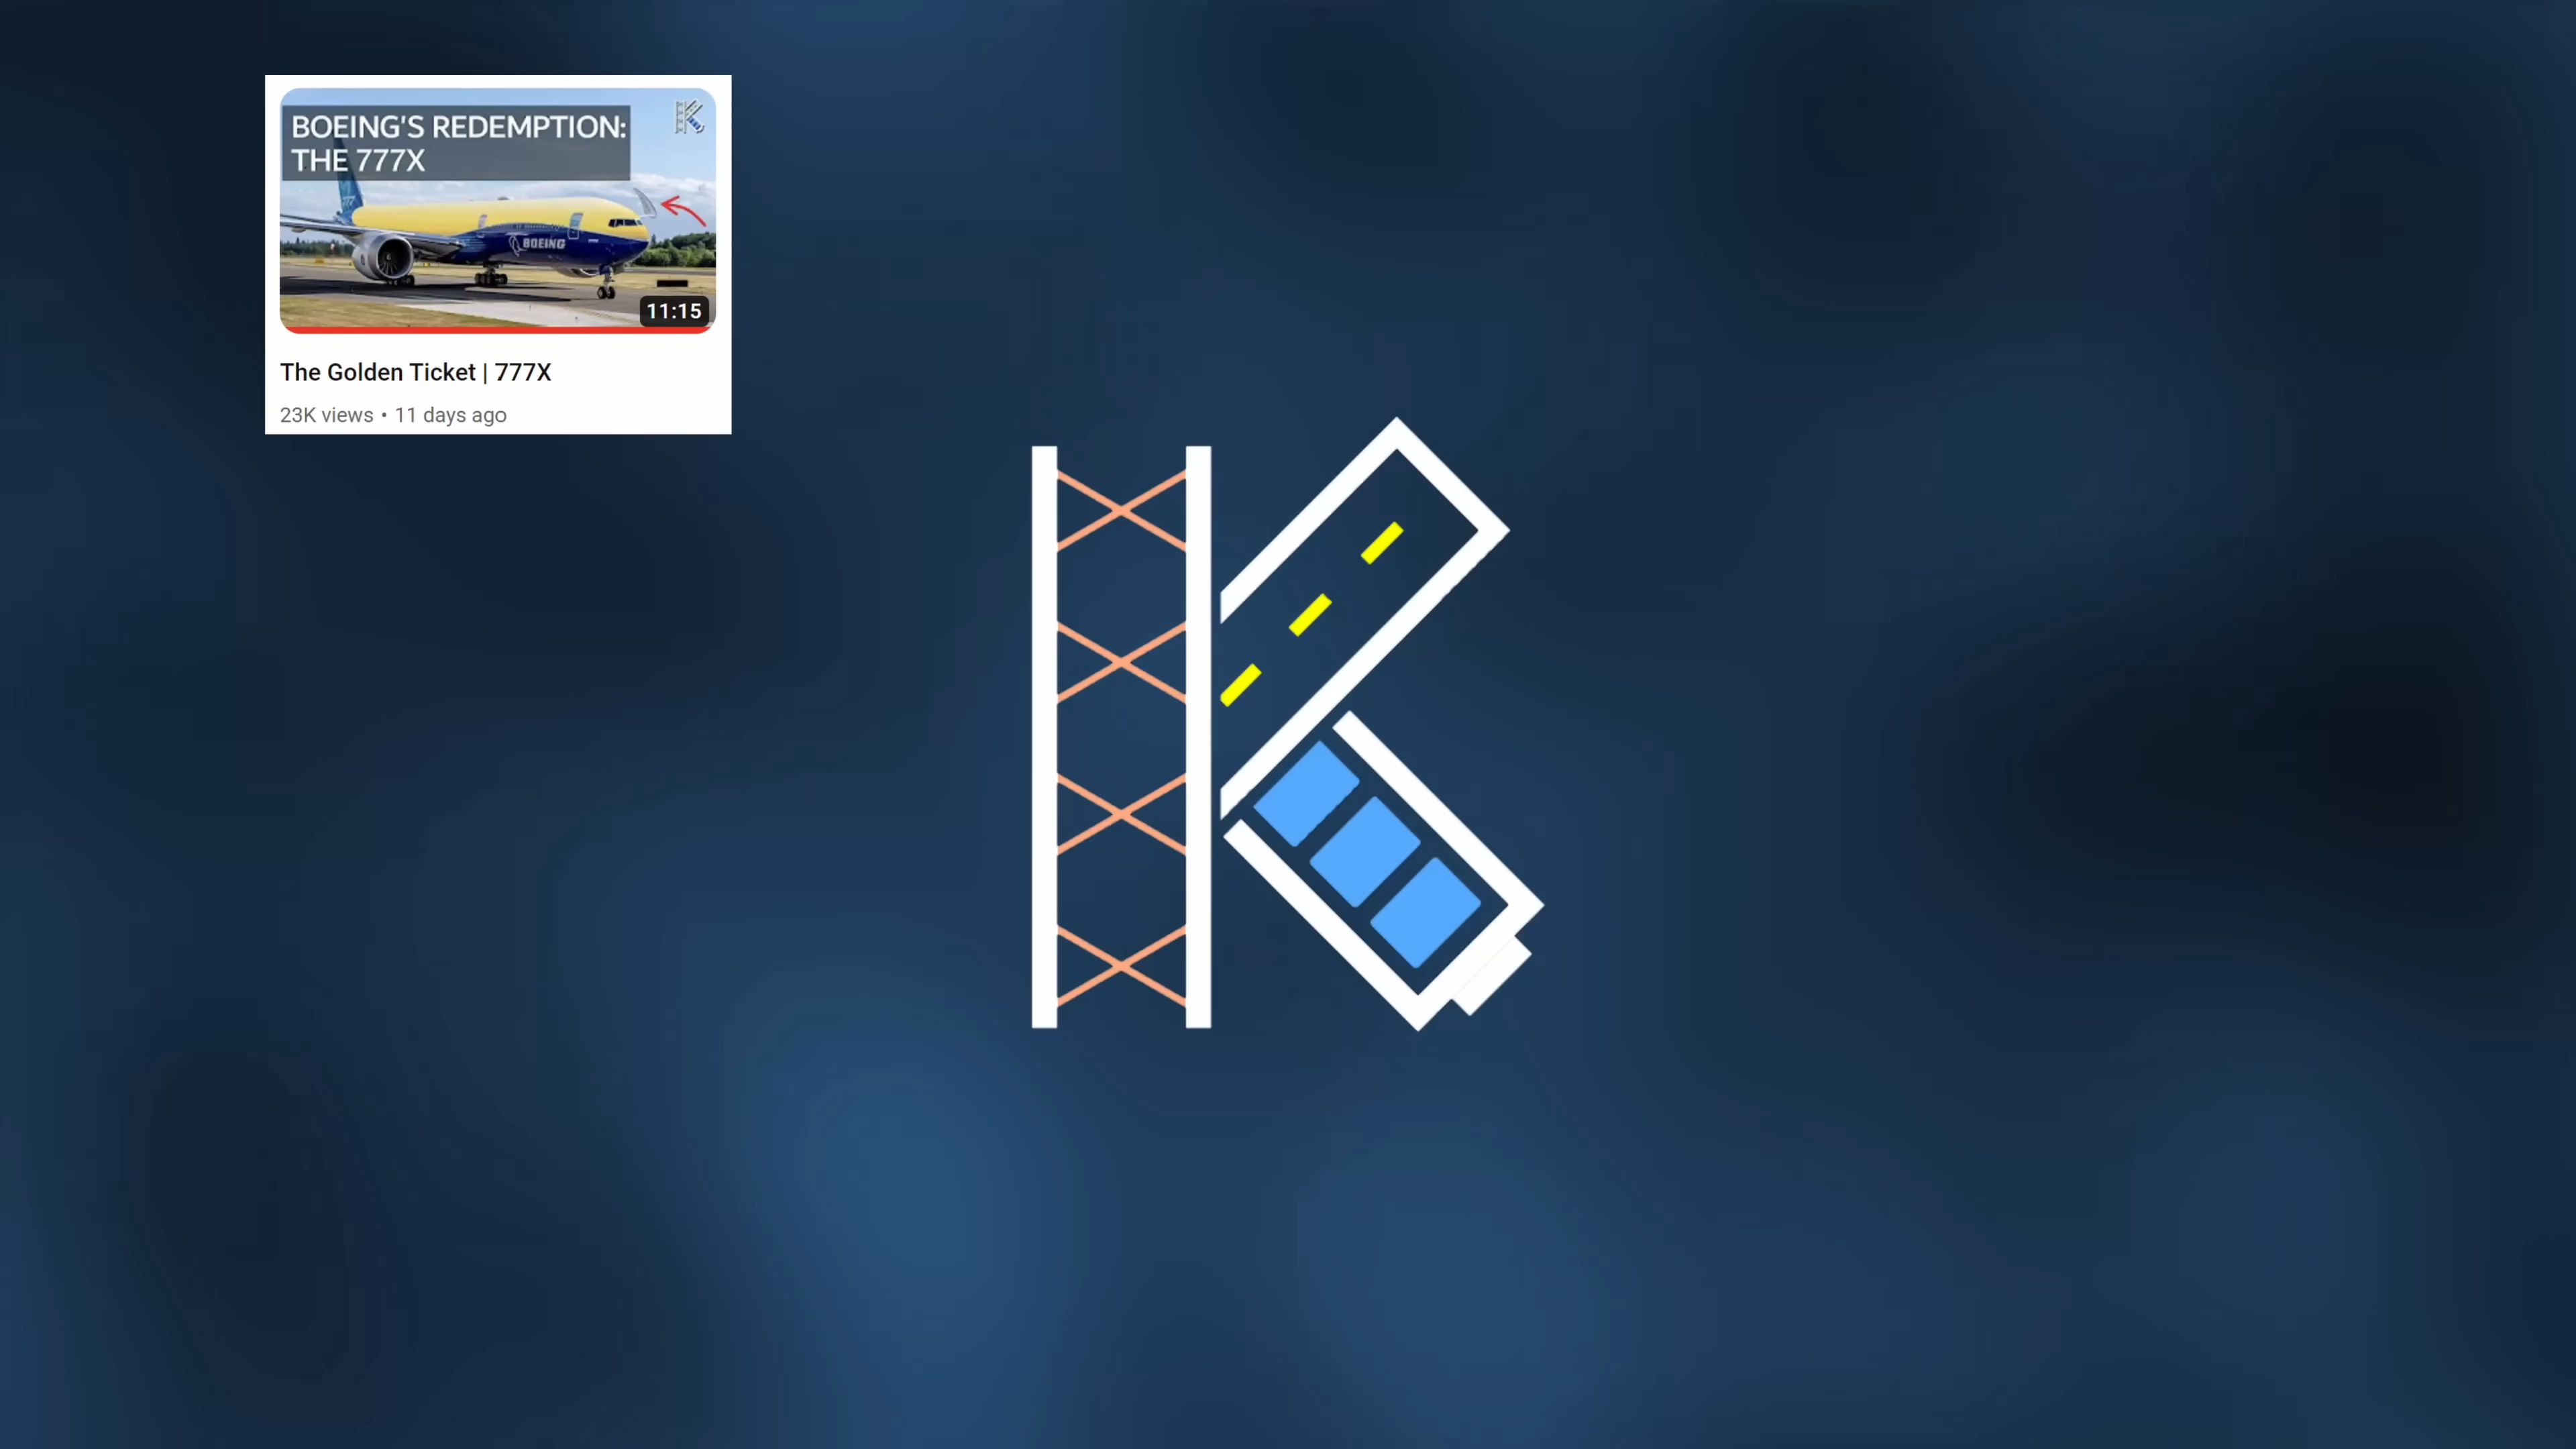 BOEING'S REDEMPTION:
THE 777X
BOEING
11:15
The Golden Ticket | 777X
23K views • 11 days ago